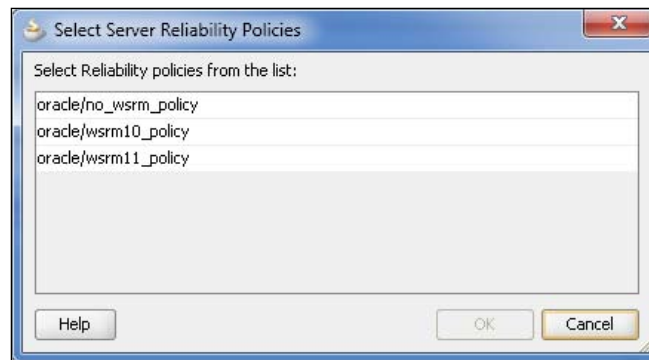 Select Server Reliability Policies
Select Reliability policies from the list:
oracle/no_wsrm_policy
oracle/wsrm10_policy
oracle/wsrm11_policy
Help
OK
Cancel